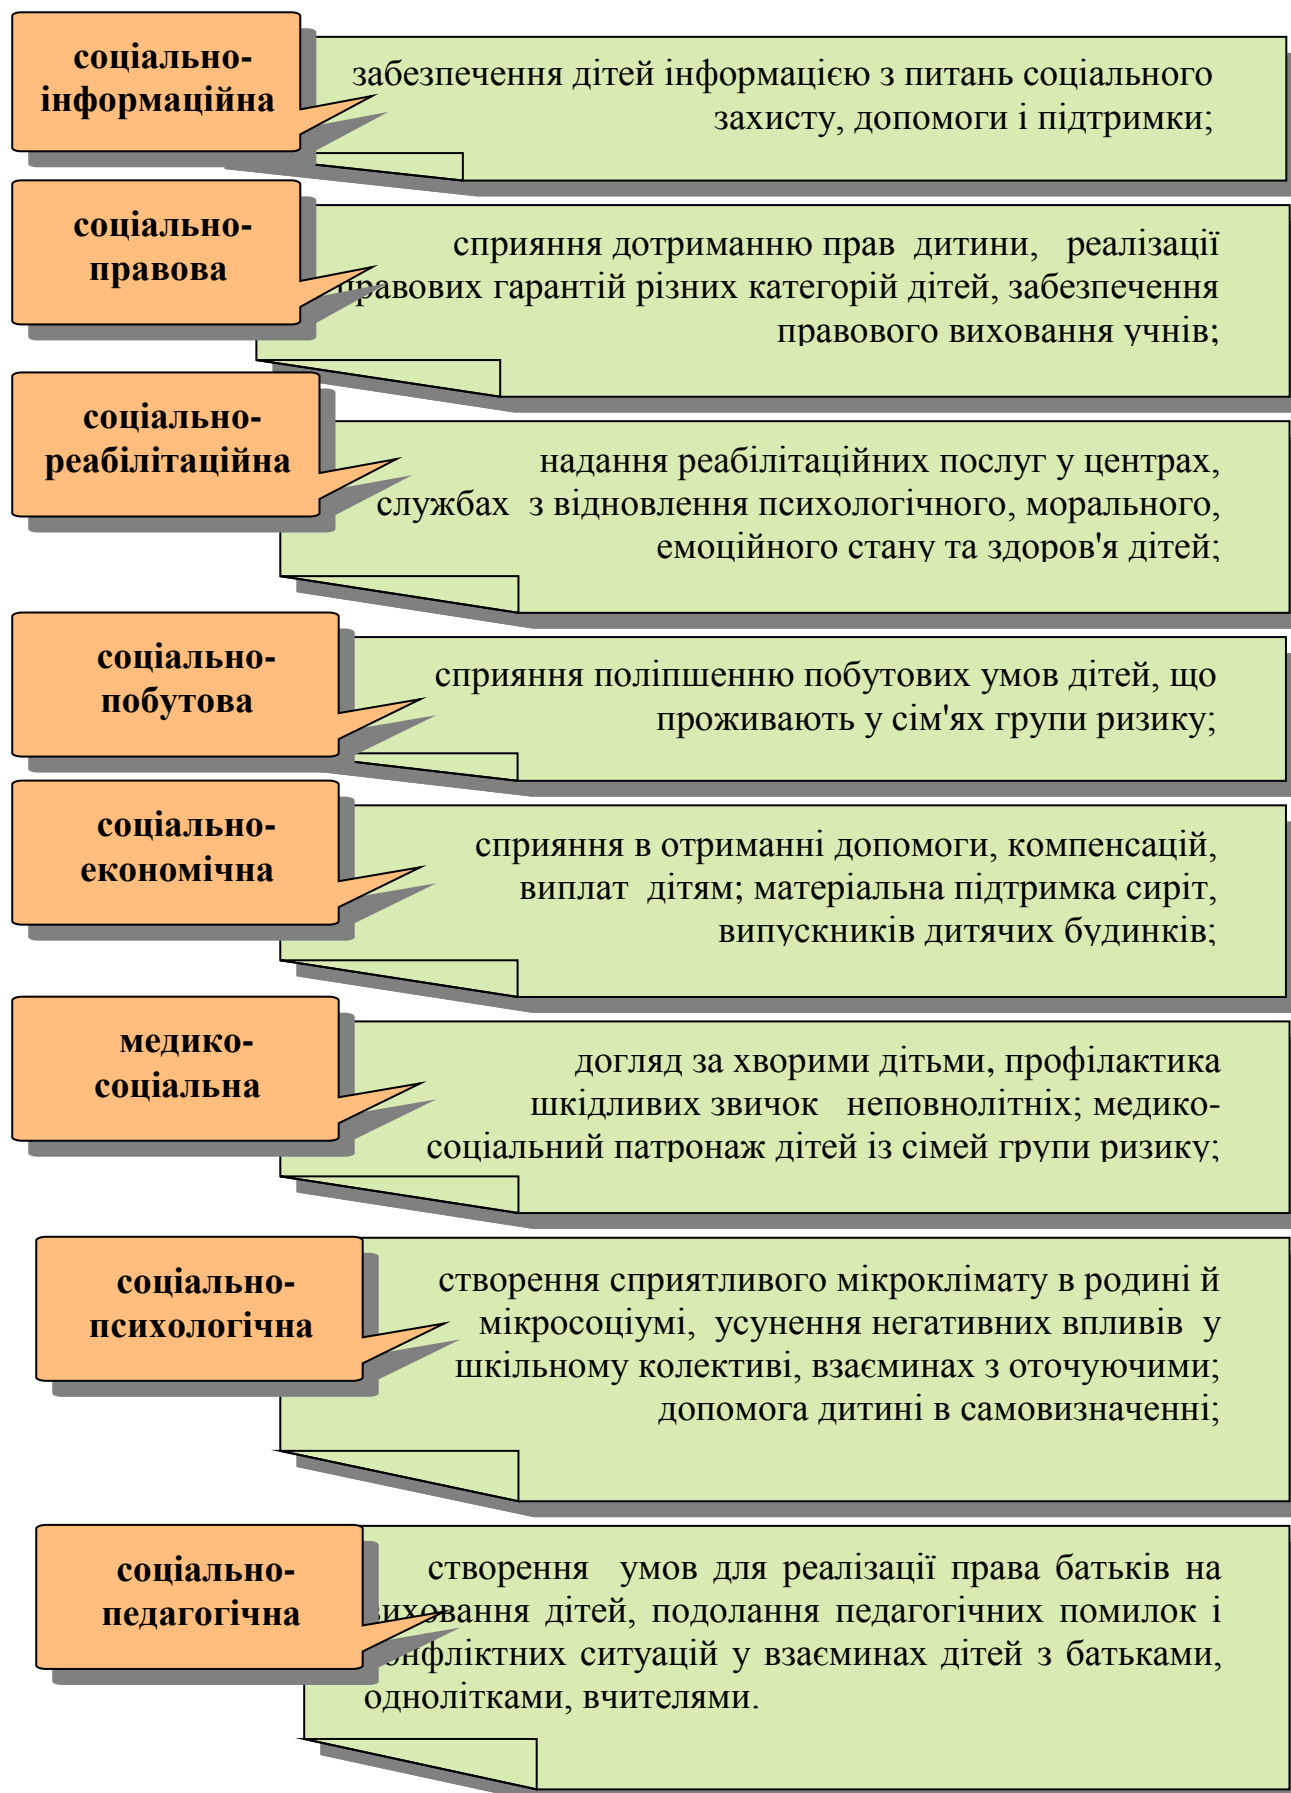 соціально-
інформаційна
забезпечення дітей інформацією з питань соціального
захисту, допомоги і підтримки;
соціально-
правова
сприяння дотриманню прав дитини, реалізації
правових гарантій різних категорій дітей, забезпечення
правового виховання учнів;
соціально-
реабілітаційна
надання реабілітаційних послуг у центрах,
службах з відновлення психологічного, морального,
емоційного стану та здоров'я дітей;
соціально-
побутова
сприяння поліпшенню побутових умов дітей, що
проживають у сім'ях групи ризику;
соціально-
економічна
сприяння в отриманні допомоги, компенсацій,
виплат дітям; матеріальна підтримка сиріт,
випускників дитячих будинків;
медико-
соціальна
догляд за хворими дітьми, профілактика
шкідливих звичок неповнолітніх; медико-
соціальний патронаж дітей із сімей групи ризику;
соціально-
психологічна
створення сприятливого мікроклімату в родині й
мікросоціумі, усунення негативних впливів у
шкільному колективі, взаєминах з оточуючими;
допомога дитині в самовизначенні;
соціально-
педагогічна
створення умов для реалізації права батьків на
виховання дітей, подолання педагогічних помилок і
конфліктних ситуацій у взаєминах дітей з батьками,
однолітками, вчителями.